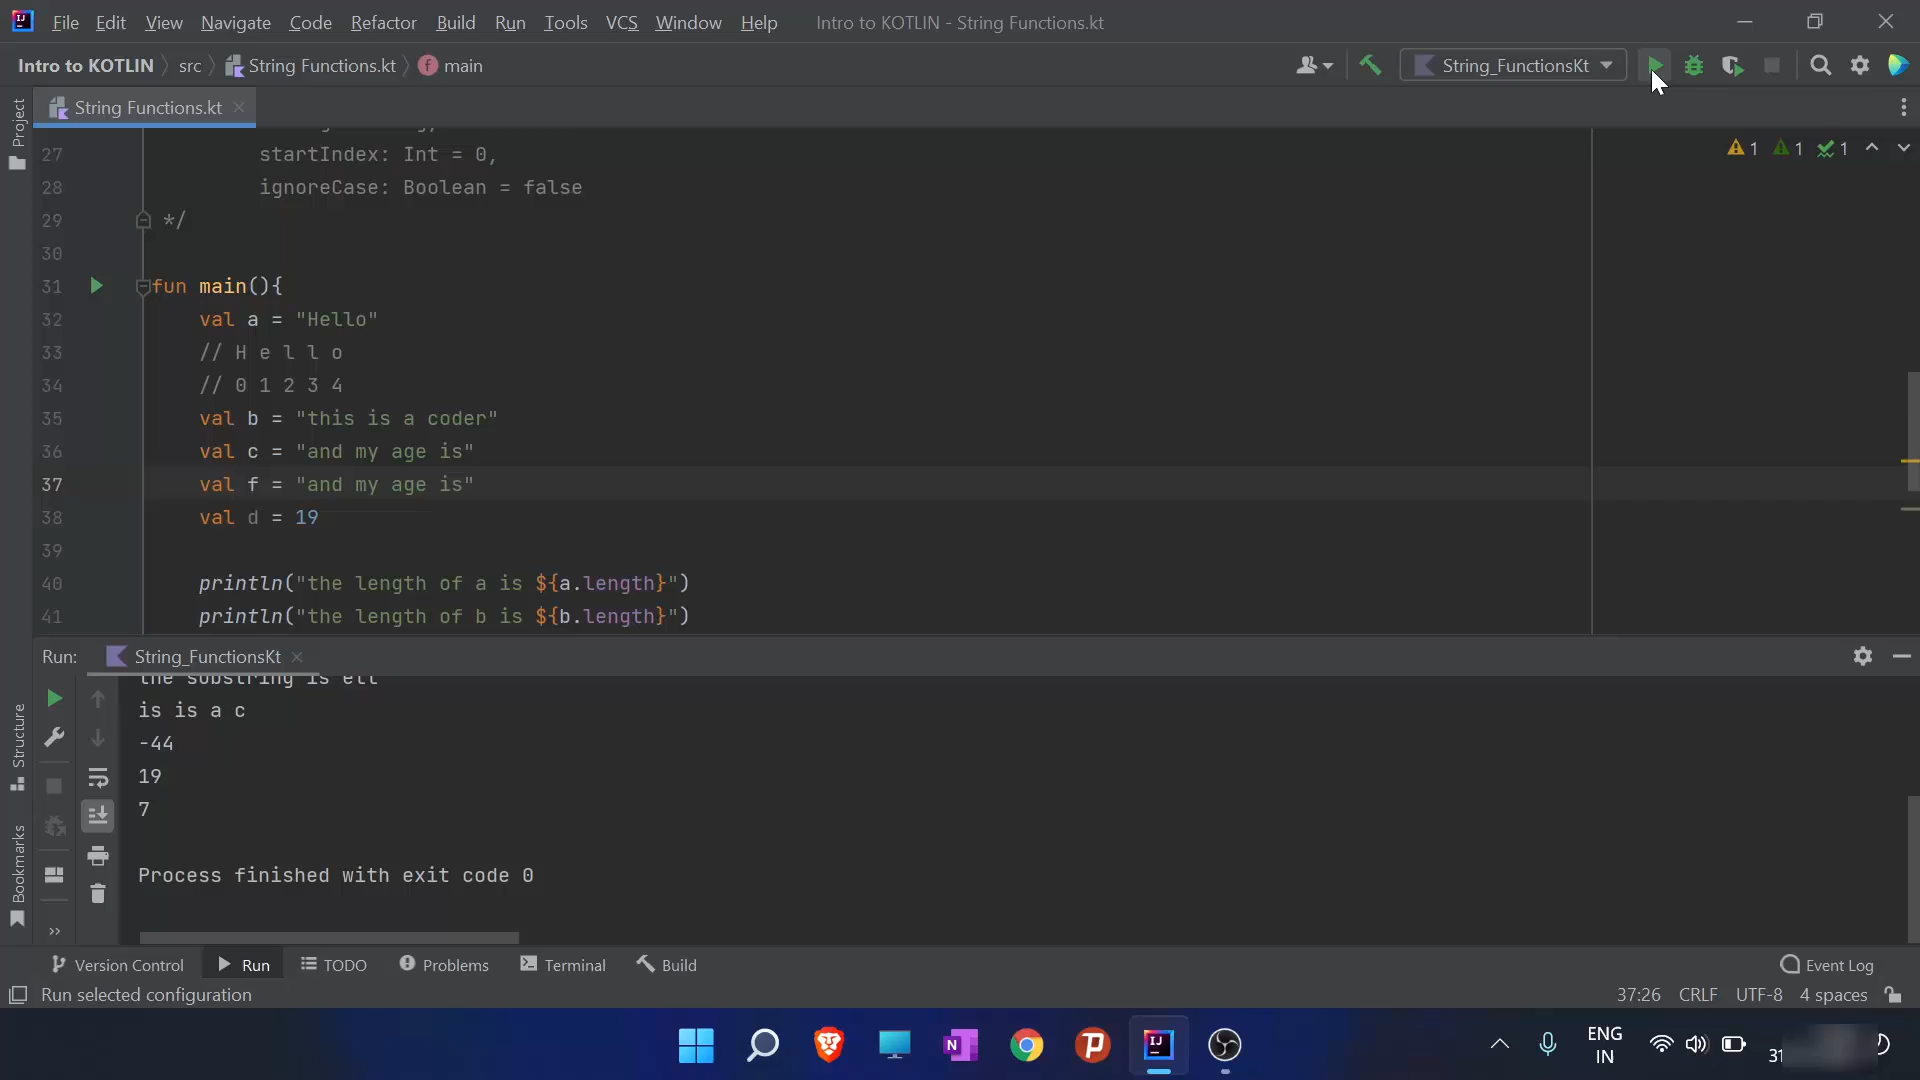 File Edit View Navigate Code Refactor Build Run Tools VCS Window Help Intro to KOTLIN - String Functions.kt
Intro to KOTLIN src String Functions.kt main String_FunctionsKt
Project
String Functions.kt
27 startIndex: Int = 0,
28 ignoreCase: Boolean = false
29 */
30
31 fun main(){
32 val a = "Hello"
33 // H e l l o
34 // 0 1 2 3 4
35 val b = "this is a coder"
36 val c = "and my age is"
37 val f = "and my age is"
38 val d = 19
39
40 println("the length of a is ${a.length}")
41 println("the length of b is ${b.length}")
1 1 1
Run: String_FunctionsKt
the substring is ell
is is a c
-44
19
7
Process finished with exit code 0
Structure
Bookmarks
Version Control Run TODO Problems Terminal Build Event Log
Run selected configuration 37:26 CRLF UTF-8 4 spaces
ENG
IN
31